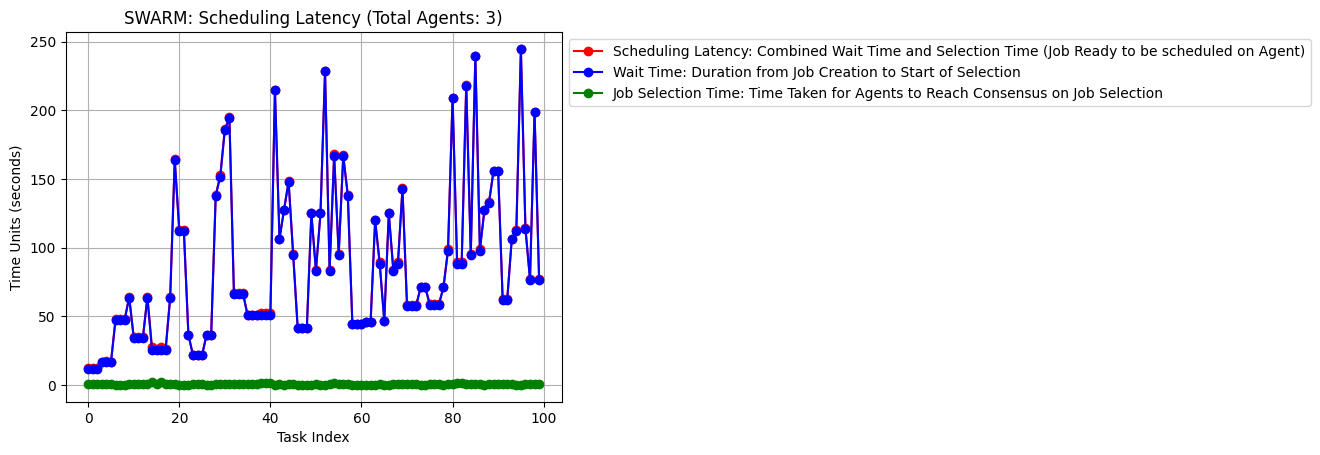 SWARM: Scheduling Latency (Total Agents: 3)
Time Units (seconds)
250
200
150
100
50
0
0 20 40 60 80 100
Task Index
Scheduling Latency: Combined Wait Time and Selection Time (Job Ready to be scheduled on Agent)
Wait Time: Duration from Job Creation to Start of Selection
Job Selection Time: Time Taken for Agents to Reach Consensus on Job Selection